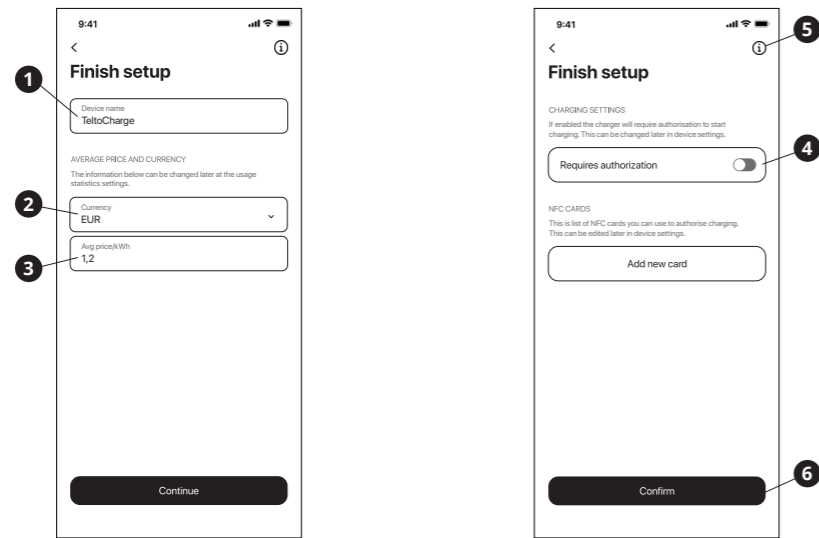 9:41
Finish setup
1
Device name
TeltoCharge
AVERAGE PRICE AND CURRENCY
The information below can be changed later at the usage
statistics settings.
2
Currency
EUR
3
Avg price/kWh
1,2
Continue
9:41
5
Finish setup
CHARGING SETTINGS
If enabled the charger will require authorisation to start
charging. This can be changed later in device settings.
4
Requires authorization
NFC CARDS
This is list of NFC cards you can use to authorise charging.
This can be edited later in device settings.
Add new card
6
Confirm